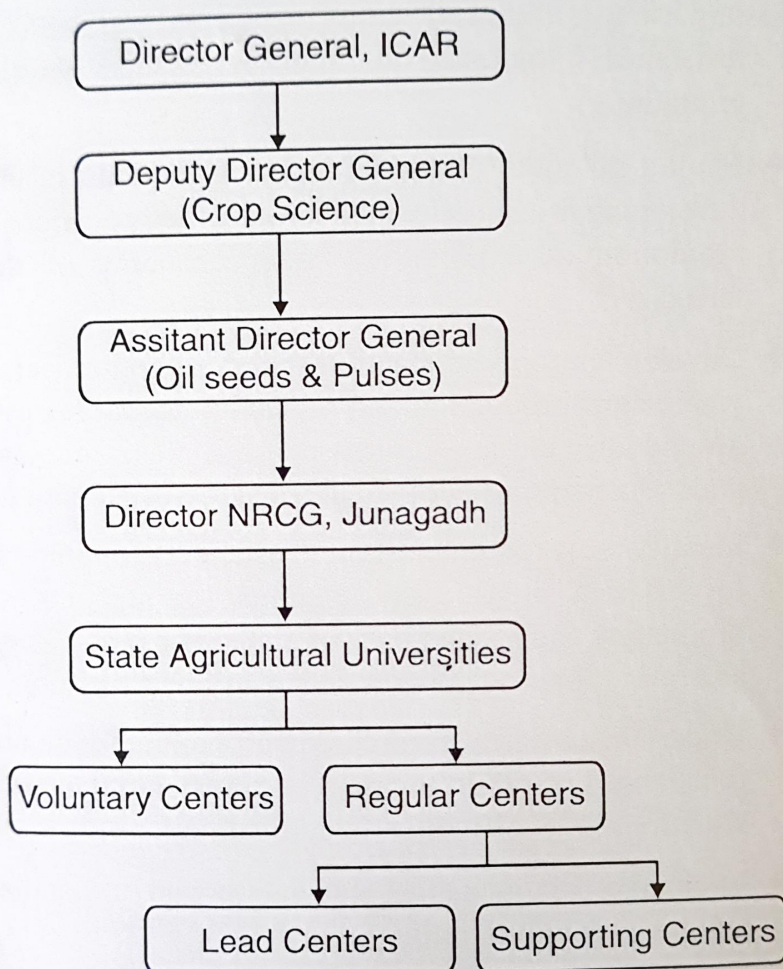 Director General, ICAR
Deputy Director General
(Crop Science)
Assitant Director General
(Oil seeds & Pulses)
Director NRCG, Junagadh
State Agricultural Universities
Voluntary Centers
Regular Centers
Lead Centers
Supporting Centers